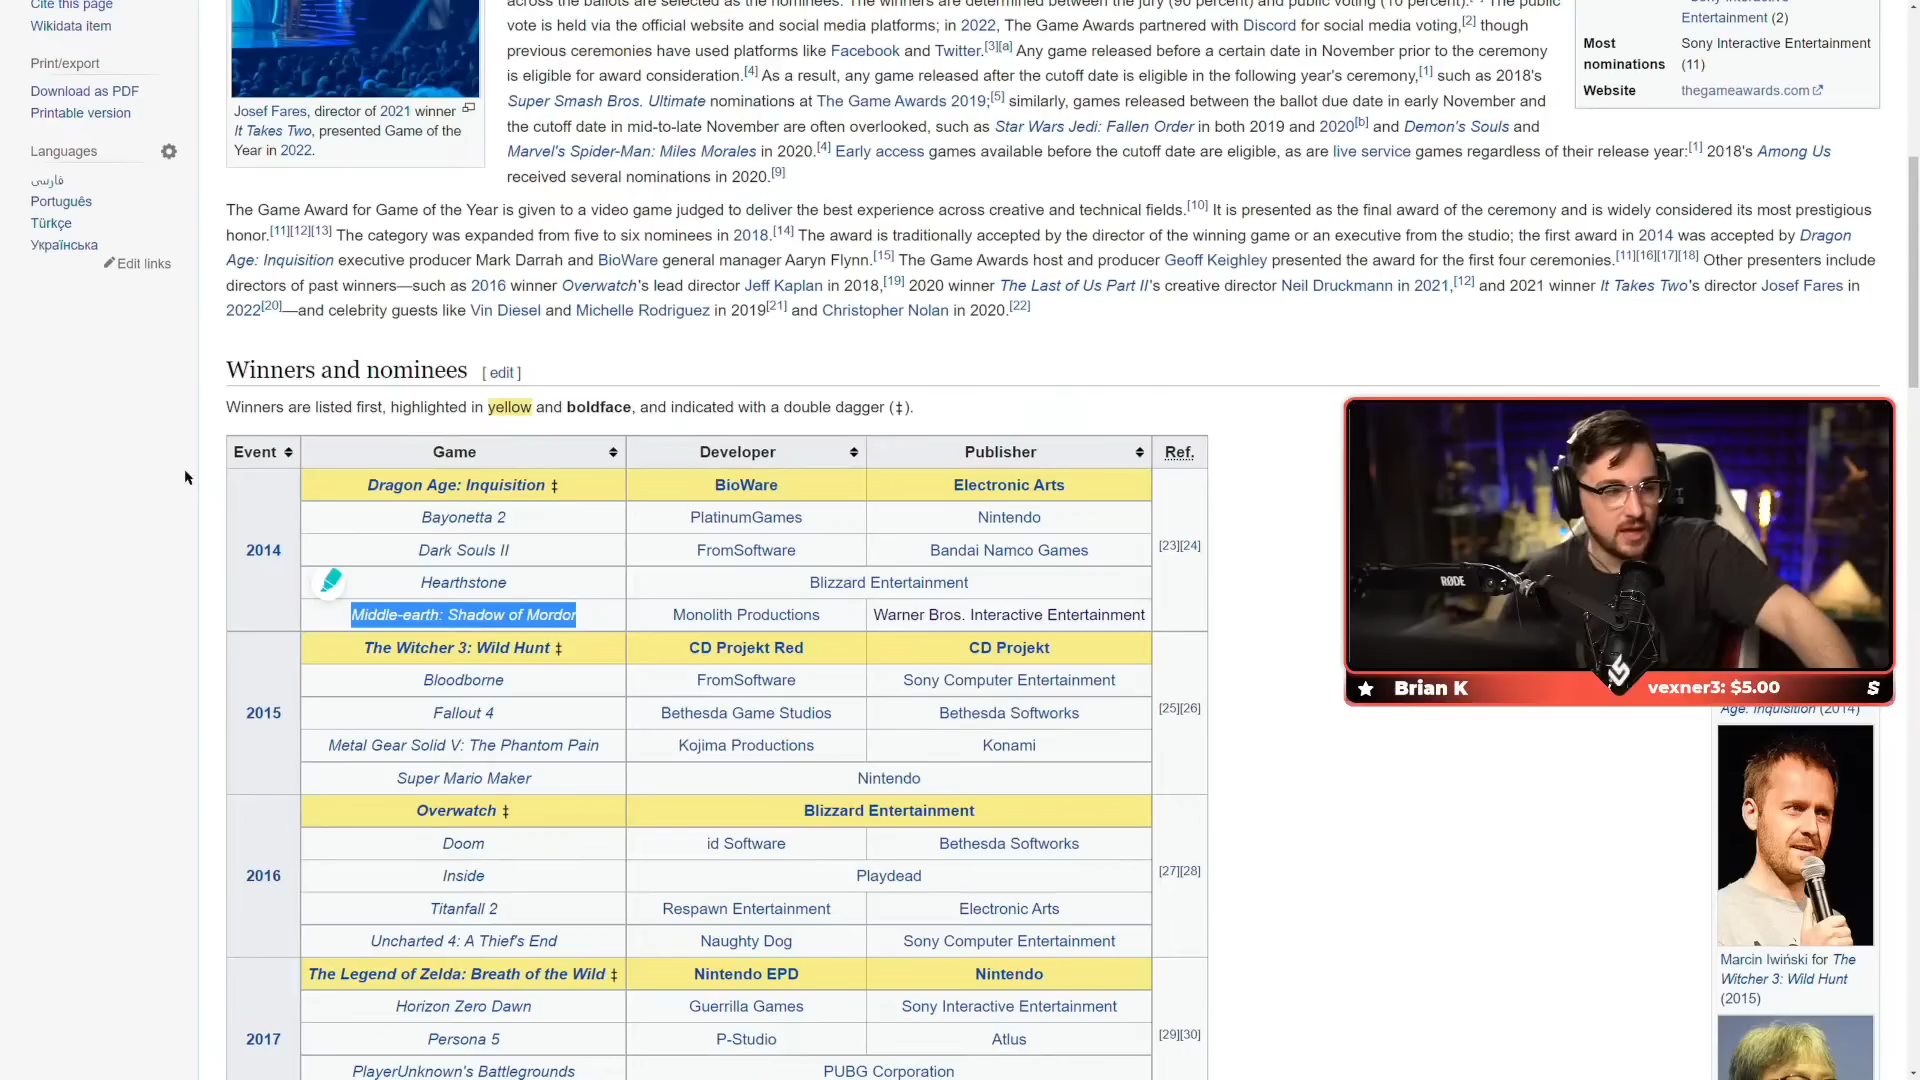 Cite this page
Wikidata item
Print/export
Download as PDF
Printable version
Languages
فارسی
Português
Türkçe
Українська
Edit links
Josef Fares, director of 2021 winner
It Takes Two, presented Game of the
Year in 2022.
across the ballots are selected as the nominees. The winners are determined between the jury (90 percent) and public voting (10 percent). The public
vote is held via the official website and social media platforms; in 2022, The Game Awards partnered with Discord for social media voting,[2] though
previous ceremonies have used platforms like Facebook and Twitter.[3][a] Any game released before a certain date in November prior to the ceremony
is eligible for award consideration.[4] As a result, any game released after the cutoff date is eligible in the following year's ceremony,[1] such as 2018's
Super Smash Bros. Ultimate nominations at The Game Awards 2019;[5] similarly, games released between the ballot due date in early November and
the cutoff date in mid-to-late November are often overlooked, such as Star Wars Jedi: Fallen Order in both 2019 and 2020[b] and Demon's Souls and
Marvel's Spider-Man: Miles Morales in 2020.[4] Early access games available before the cutoff date are eligible, as are live service games regardless of their release year:[1] 2018's Among Us
received several nominations in 2020.[9]
Entertainment (2)
Most Sony Interactive Entertainment
nominations (11)
Website thegameawards.com
The Game Award for Game of the Year is given to a video game judged to deliver the best experience across creative and technical fields.[10] It is presented as the final award of the ceremony and is widely considered its most prestigious
honor.[11][12][13] The category was expanded from five to six nominees in 2018.[14] The award is traditionally accepted by the director of the winning game or an executive from the studio; the first award in 2014 was accepted by Dragon
Age: Inquisition executive producer Mark Darrah and BioWare general manager Aaryn Flynn.[15] The Game Awards host and producer Geoff Keighley presented the award for the first four ceremonies.[11][16][17][18] Other presenters include
directors of past winners—such as 2016 winner Overwatch's lead director Jeff Kaplan in 2018,[19] 2020 winner The Last of Us Part II's creative director Neil Druckmann in 2021,[12] and 2021 winner It Takes Two's director Josef Fares in
2022[20]—and celebrity guests like Vin Diesel and Michelle Rodriguez in 2019[21] and Christopher Nolan in 2020.[22]
Winners and nominees [ edit ]
Winners are listed first, highlighted in yellow and boldface, and indicated with a double dagger (‡).
Event Game Developer Publisher Ref.
2014 Dragon Age: Inquisition ‡ BioWare Electronic Arts [23][24]
Bayonetta 2 PlatinumGames Nintendo
Dark Souls II FromSoftware Bandai Namco Games
Hearthstone Blizzard Entertainment
Middle-earth: Shadow of Mordor Monolith Productions Warner Bros. Interactive Entertainment
2015 The Witcher 3: Wild Hunt ‡ CD Projekt Red CD Projekt [25][26]
Bloodborne FromSoftware Sony Computer Entertainment
Fallout 4 Bethesda Game Studios Bethesda Softworks
Metal Gear Solid V: The Phantom Pain Kojima Productions Konami
Super Mario Maker Nintendo
2016 Overwatch ‡ Blizzard Entertainment [27][28]
Doom id Software Bethesda Softworks
Inside Playdead
Titanfall 2 Respawn Entertainment Electronic Arts
Uncharted 4: A Thief's End Naughty Dog Sony Computer Entertainment
2017 The Legend of Zelda: Breath of the Wild ‡ Nintendo EPD Nintendo [29][30]
Horizon Zero Dawn Guerrilla Games Sony Interactive Entertainment
Persona 5 P-Studio Atlus
PlayerUnknown's Battlegrounds PUBG Corporation
RØDE
Brian K
vexner3: $5.00
Age: Inquisition (2014)
Marcin Iwiński for The
Witcher 3: Wild Hunt
(2015)